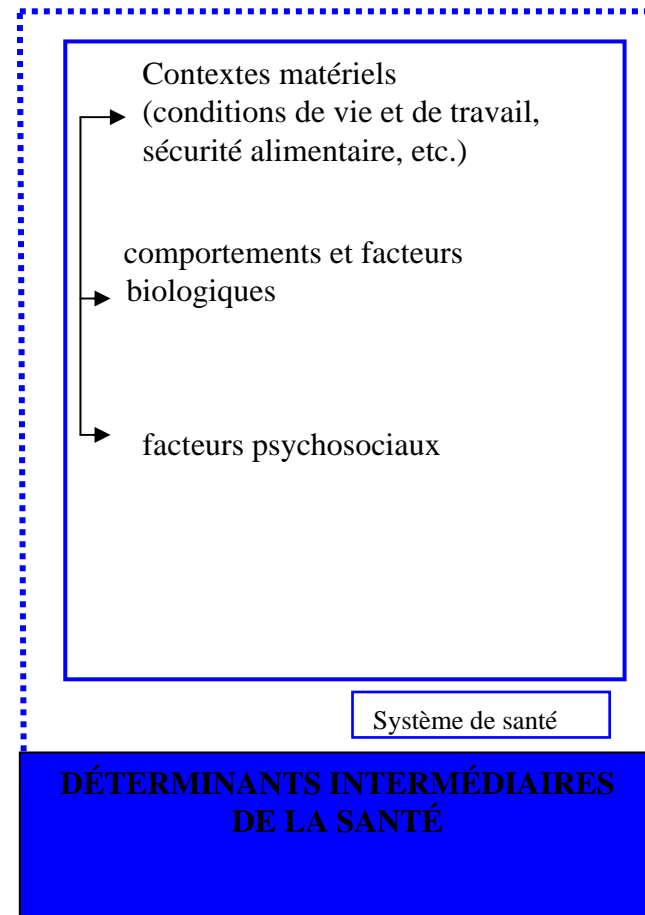 Contextes matériels
(conditions de vie et de travail,
sécurité alimentaire, etc.)
comportements et facteurs
biologiques
facteurs psychosociaux
Système de santé
DÉTERMINANTS INTERMÉDIAIRES
DE LA SANTÉ